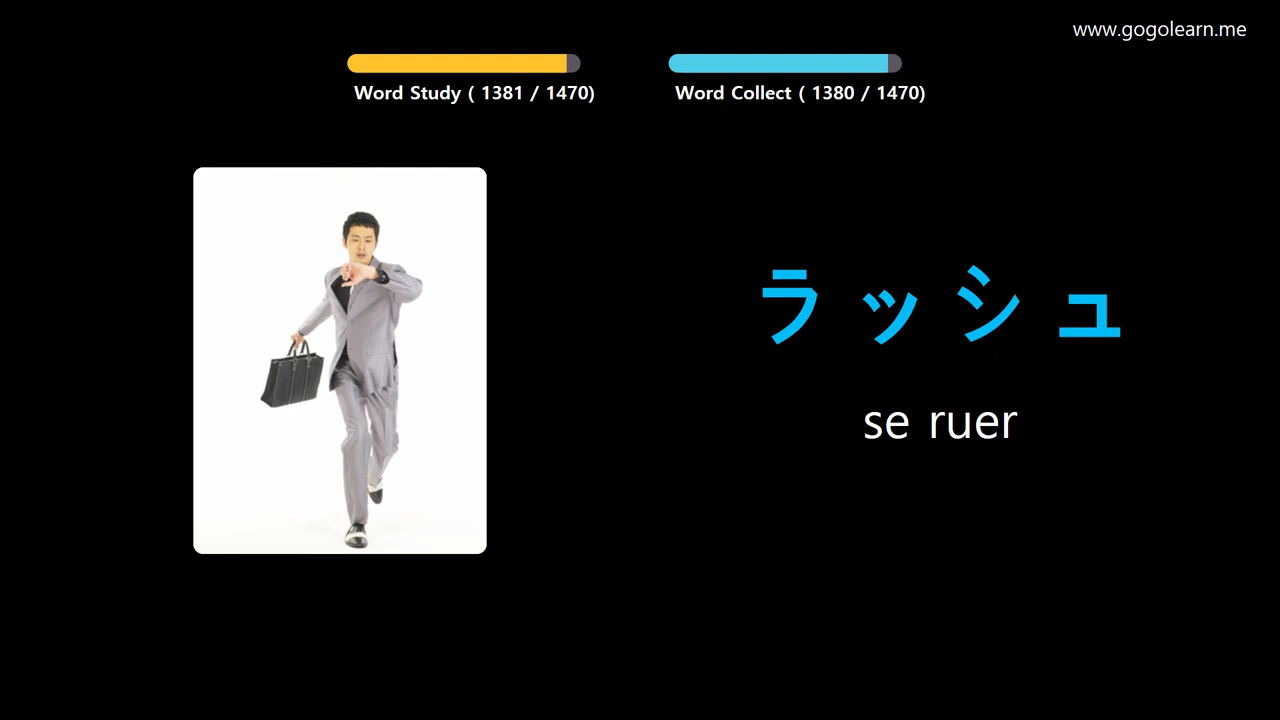 www.gogolearn.me
Word Study ( 1381 / 1470)
Word Collect ( 1380 / 1470)
ラッシュ
se ruer